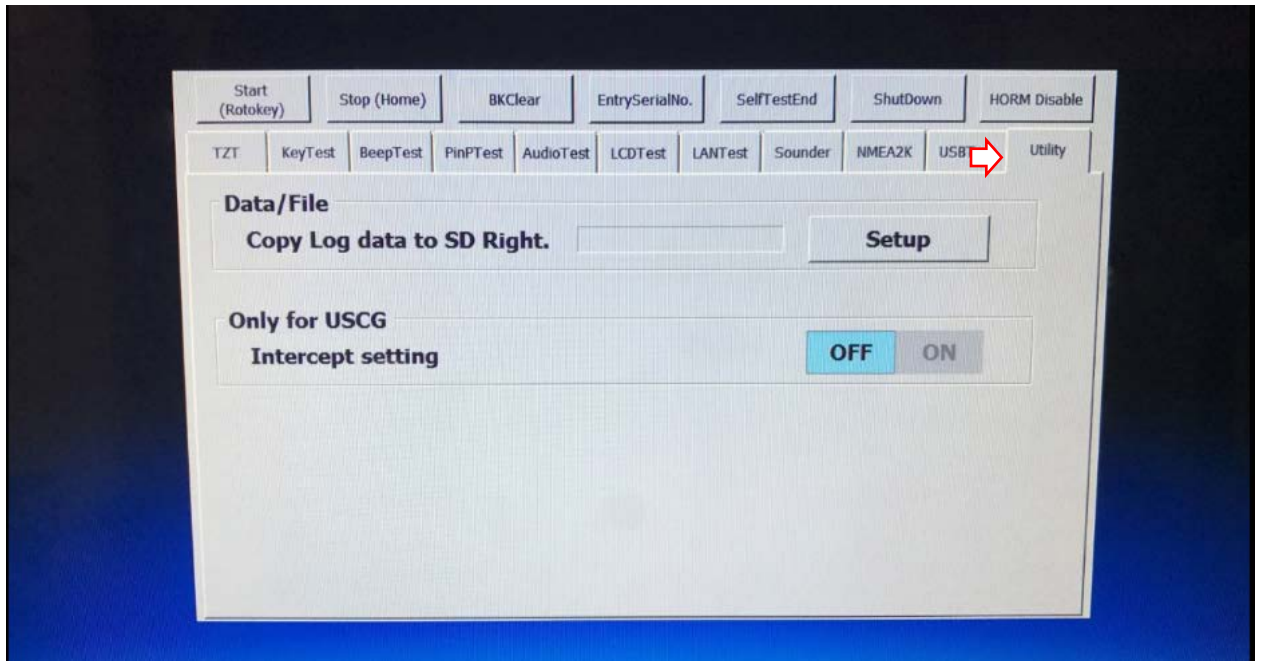 Start
(Rotokey)
Stop (Home)
BKClear
EntrySerialNo.
SelfTestEnd
ShutDown
HORM Disable
TZT
KeyTest
BeepTest
PinPTest
AudioTest
LCDTest
LANTest
Sounder
NMEA2K
Utility
Data/File
Copy Log data to SD Right.
Setup
Only for USCG
Intercept setting
OFF
ON